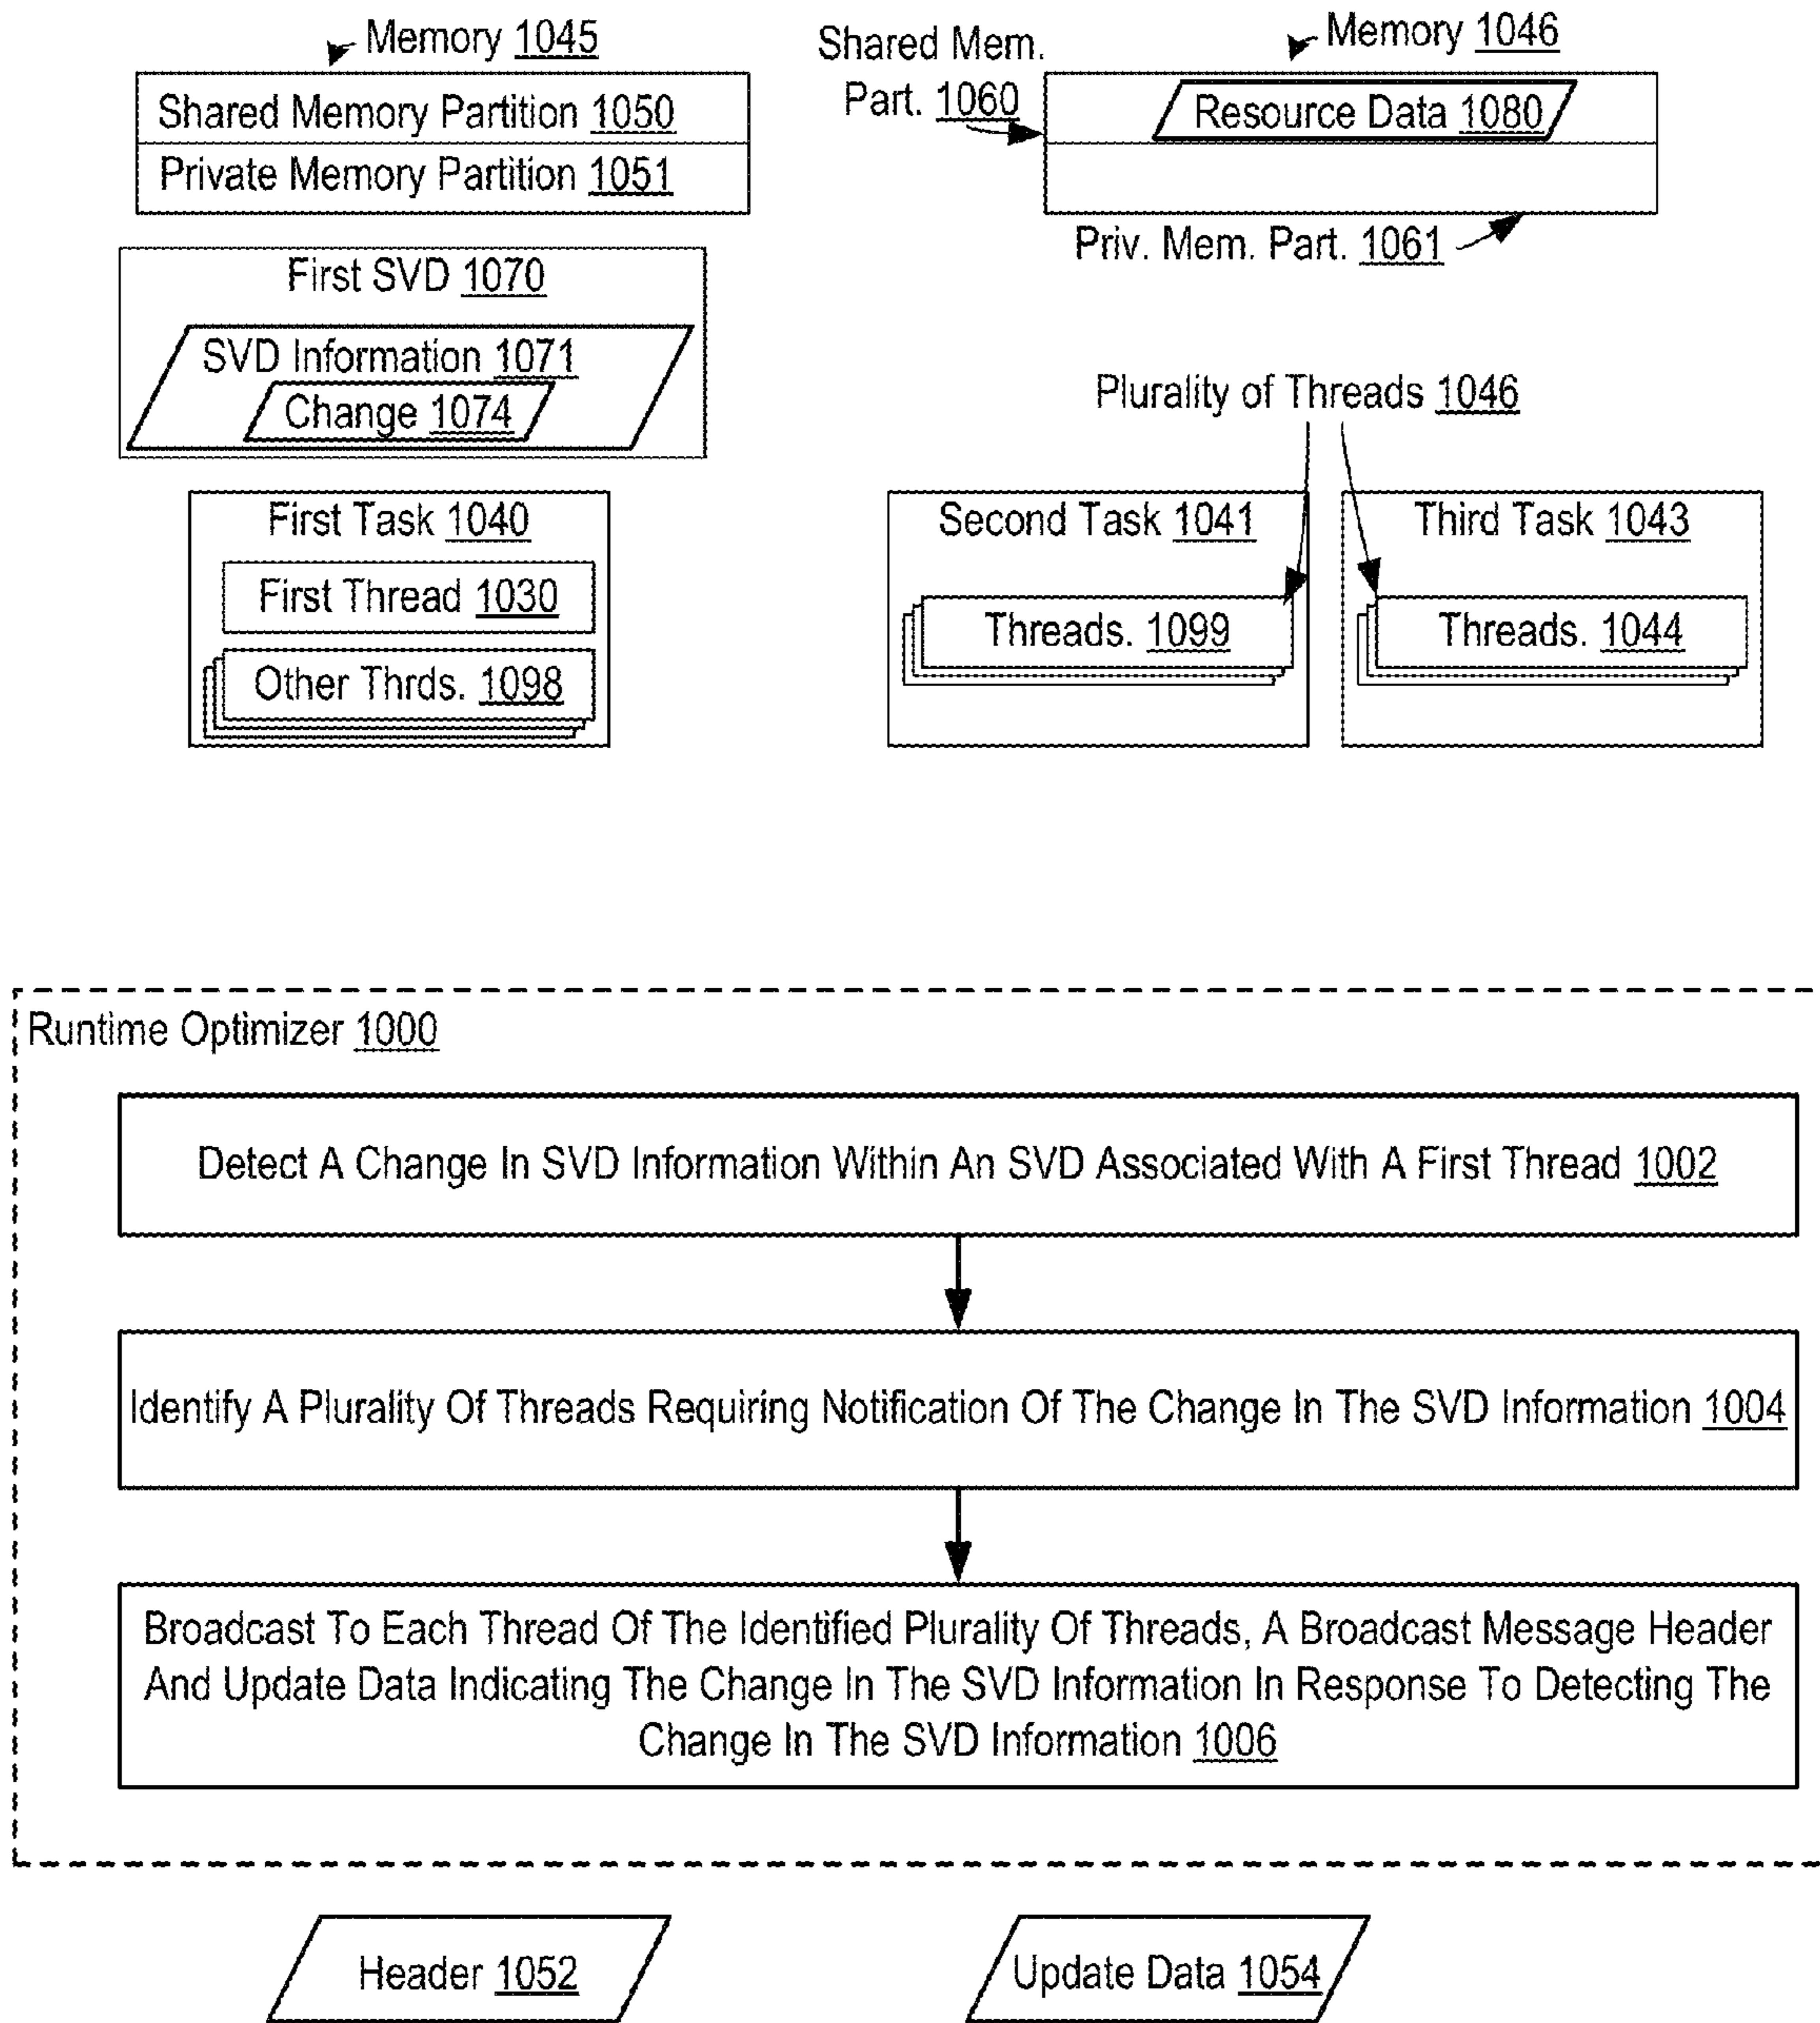 Memory 1045
Shared Memory Partition 1050
Private Memory Partition 1051
Shared Mem.
Part. 1060
Memory 1046
Resource Data 1080
Priv. Mem. Part. 1061
First SVD 1070
SVD Information 1071
Change 1074
Plurality of Threads 1046
First Task 1040
First Thread 1030
Other Thrds. 1098
Second Task 1041
Threads. 1099
Third Task 1043
Threads. 1044
Runtime Optimizer 1000
Detect A Change In SVD Information Within An SVD Associated With A First Thread 1002
Identify A Plurality Of Threads Requiring Notification Of The Change In The SVD Information 1004
Broadcast To Each Thread Of The Identified Plurality Of Threads, A Broadcast Message Header
And Update Data Indicating The Change In The SVD Information In Response To Detecting The
Change In The SVD Information 1006
Header 1052
Update Data 1054